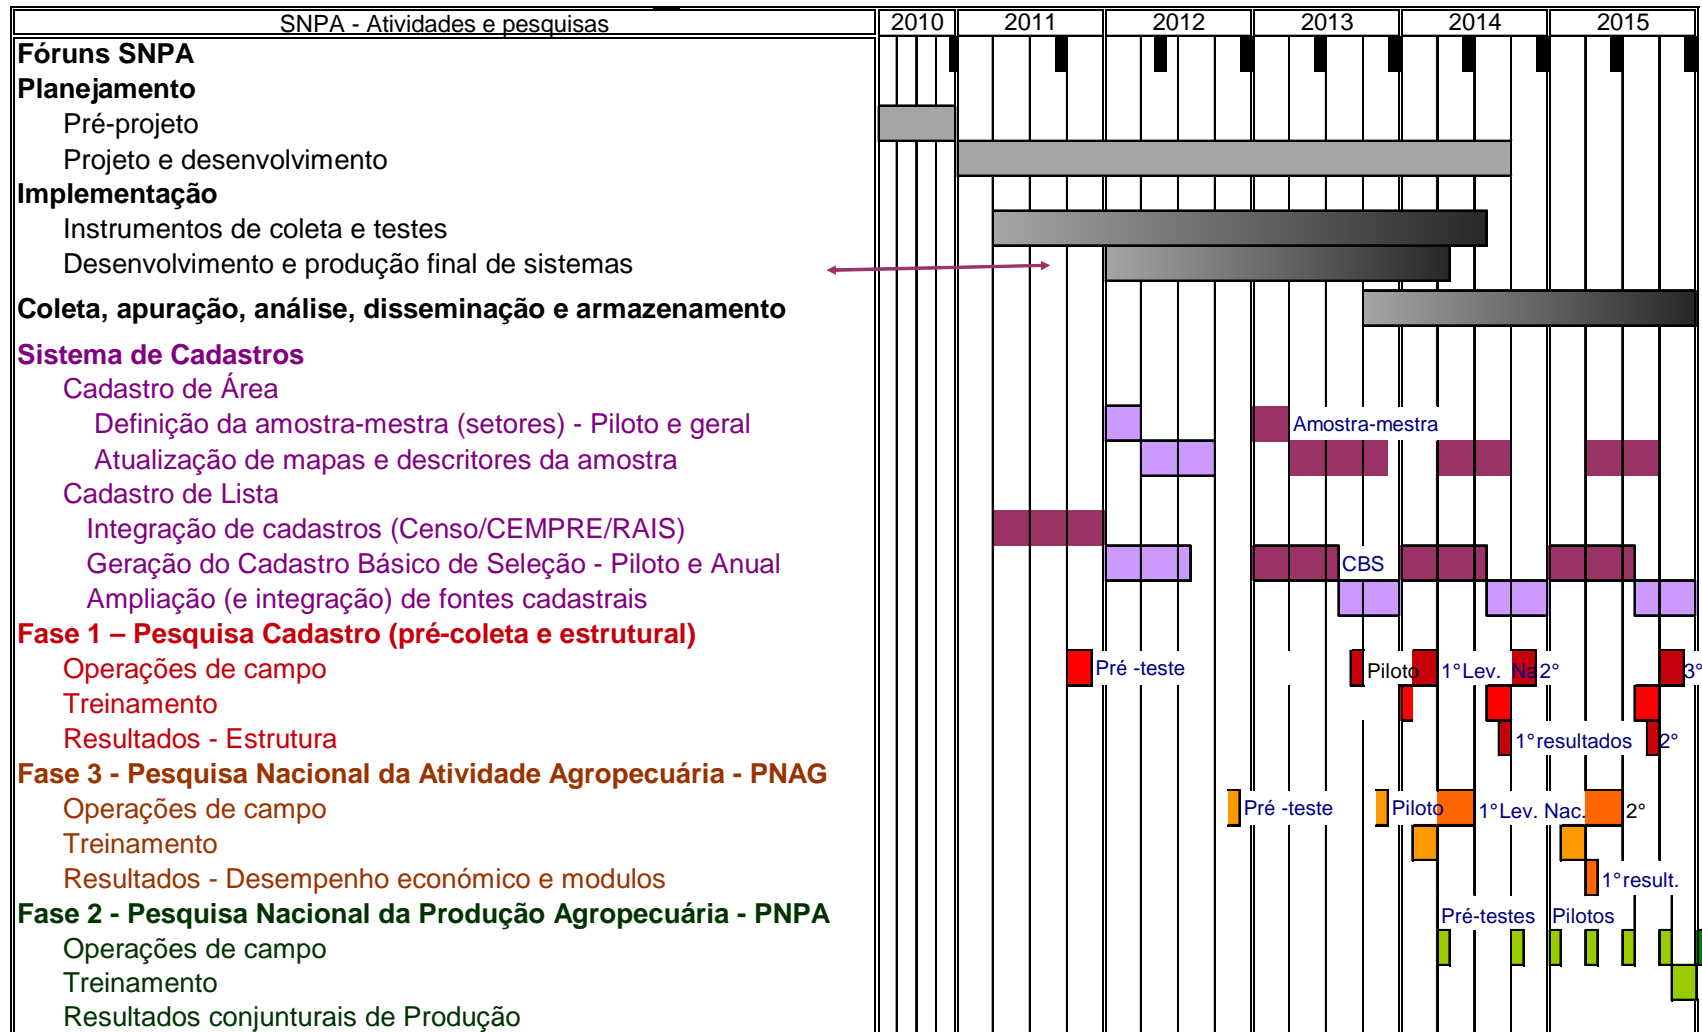 SNPA - Atividades e pesquisas 2010 2011 2012 2013 2014 2015
Fóruns SNPA
Planejamento
Pré-projeto
Projeto e desenvolvimento
Implementação
Instrumentos de coleta e testes
Desenvolvimento e produção final de sistemas
Coleta, apuração, análise, disseminação e armazenamento
Sistema de Cadastros
Cadastro de Área
Definição da amostra-mestra (setores) - Piloto e geral Amostra-mestra
Atualização de mapas e descritores da amostra
Cadastro de Lista
Integração de cadastros (Censo/CEMPRE/RAIS)
Geração do Cadastro Básico de Seleção - Piloto e Anual CBS
Ampliação (e integração) de fontes cadastrais
Fase 1 – Pesquisa Cadastro (pré-coleta e estrutural)
Operações de campo Pré -teste Piloto 1°Lev. Na 2° 3°
Treinamento
Resultados - Estrutura 1°resultados 2°
Fase 3 - Pesquisa Nacional da Atividade Agropecuária - PNAG
Operações de campo Pré -teste Piloto 1°Lev. Nac. 2°
Treinamento
Resultados - Desempenho económico e modulos 1°result.
Fase 2 - Pesquisa Nacional da Produção Agropecuária - PNPA Pré-testes Pilotos
Operações de campo
Treinamento
Resultados conjunturais de Produção